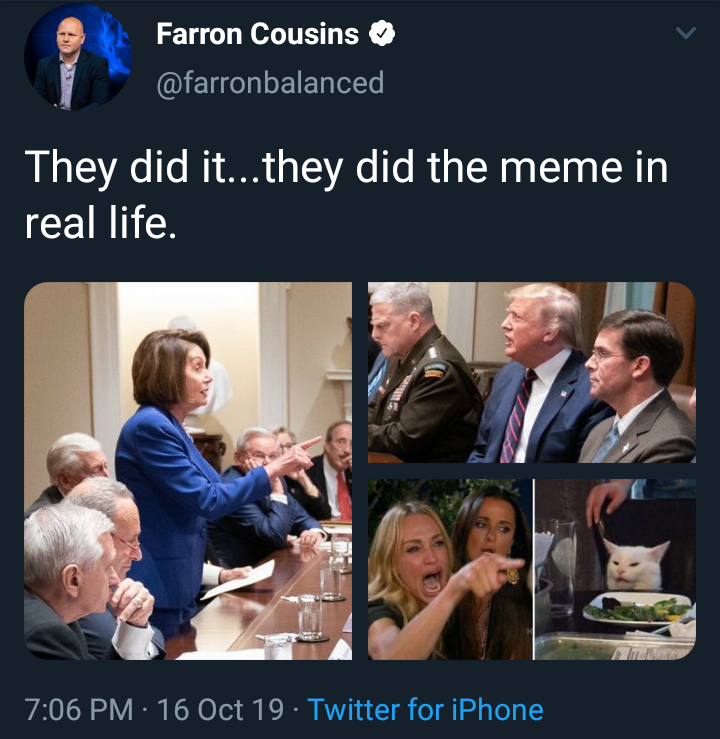 Farron Cousins
@farronbalanced
They did it...they did the meme in
real life.
7:06 PM · 16 Oct 19 · Twitter for iPhone